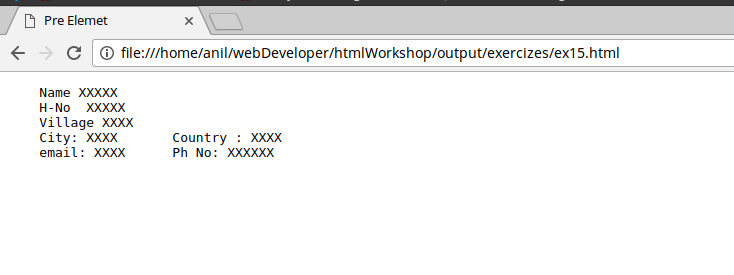 Pre Elemet
file:///home/anil/webDeveloper/htmlWorkshop/output/exercizes/ex15.html
Name XXXXX
H-No  XXXXX
Village XXXX
City: XXXX       Country : XXXX
email: XXXX      Ph No: XXXXXX